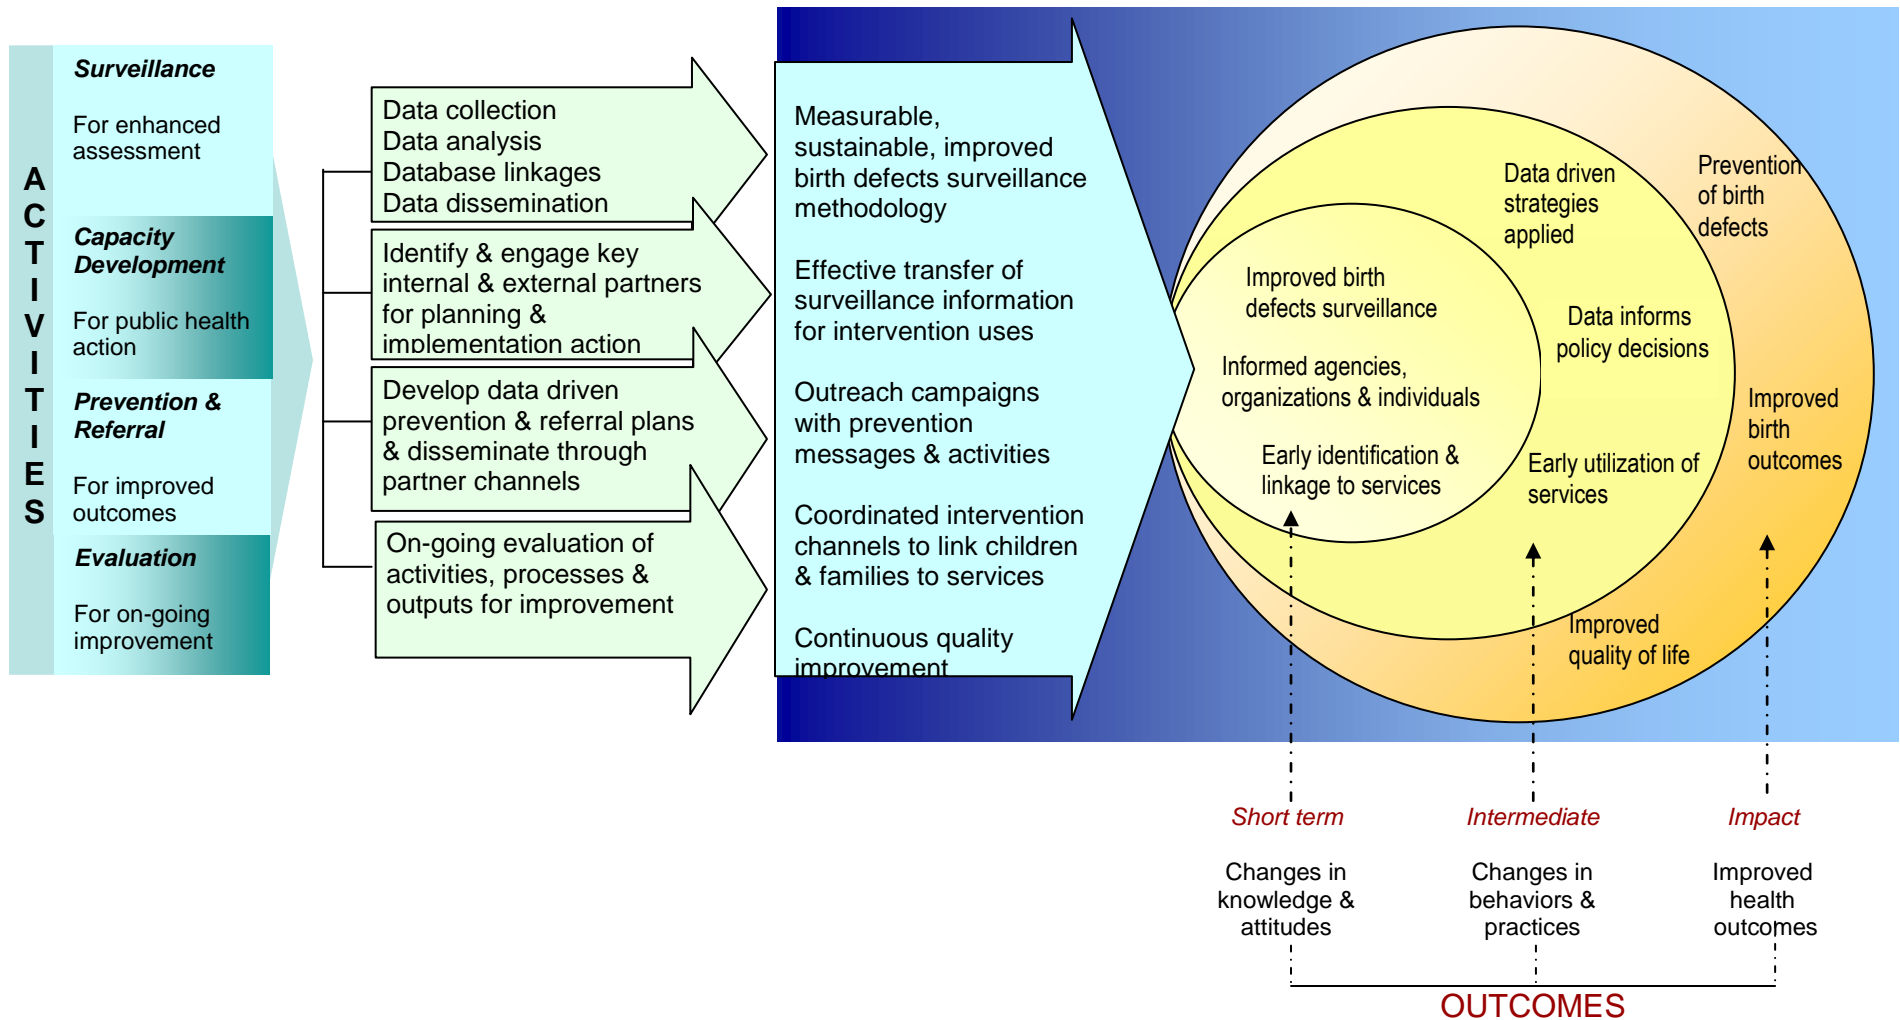 ACTIVITIES
Surveillance
For enhanced
assessment
Capacity
Development
For public health
action
Prevention &
Referral
For improved
outcomes
Evaluation
For on-going
improvement
Data collection
Data analysis
Database linkages
Data dissemination
Identify & engage key
internal & external partners
for planning &
implementation action
Develop data driven
prevention & referral plans
& disseminate through
partner channels
On-going evaluation of
activities, processes &
outputs for improvement
Measurable,
sustainable, improved
birth defects surveillance
methodology
Effective transfer of
surveillance information
for intervention uses
Outreach campaigns
with prevention
messages & activities
Coordinated intervention
channels to link children
& families to services
Continuous quality
improvement
Improved birth
defects surveillance
Informed agencies,
organizations & individuals
Early identification &
linkage to services
Data driven
strategies
applied
Data informs
policy decisions
Early utilization of
services
Prevention
of birth
defects
Improved
birth
outcomes
Improved
quality of life
Short term
Changes in
knowledge &
attitudes
Intermediate
Changes in
behaviors &
practices
Impact
Improved
health
outcomes
OUTCOMES